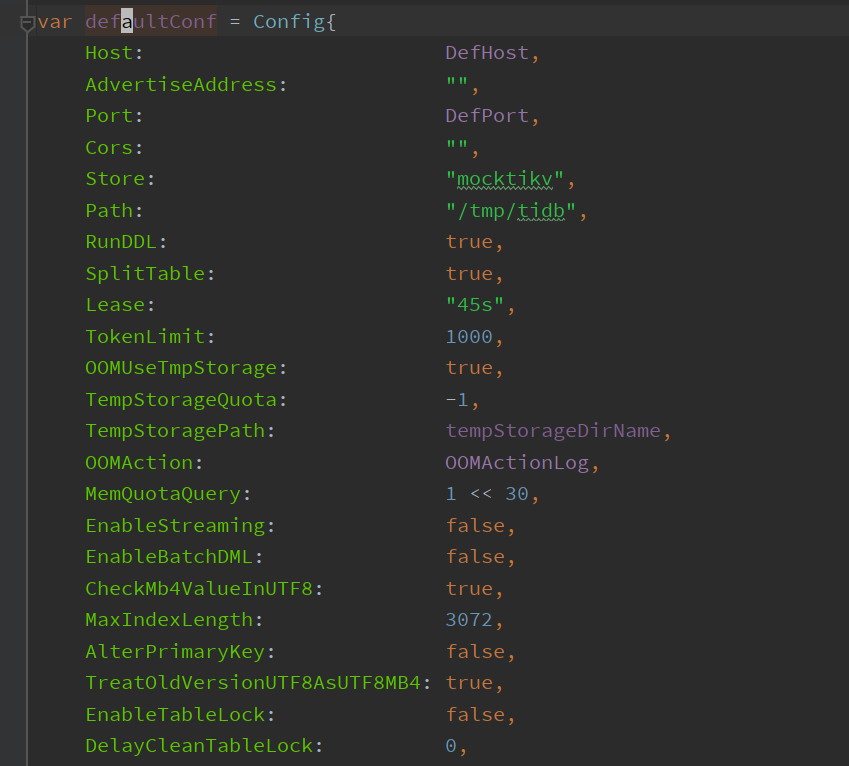 var defaultConf = Config{
Host: DefHost,
AdvertiseAddress: "",
Port: DefPort,
Cors: "",
Store: "mocktikv",
Path: "/tmp/tidb",
RunDDL: true,
SplitTable: true,
Lease: "45s",
TokenLimit: 1000,
OOMUseTmpStorage: true,
TempStorageQuota: -1,
TempStoragePath: tempStorageDirName,
OOMAction: OOMActionLog,
MemQuotaQuery: 1 << 30,
EnableStreaming: false,
EnableBatchDML: false,
CheckMb4ValueInUTF8: true,
MaxIndexLength: 3072,
AlterPrimaryKey: false,
TreatOldVersionUTF8AsUTF8MB4: true,
EnableTableLock: false,
DelayCleanTableLock: 0,